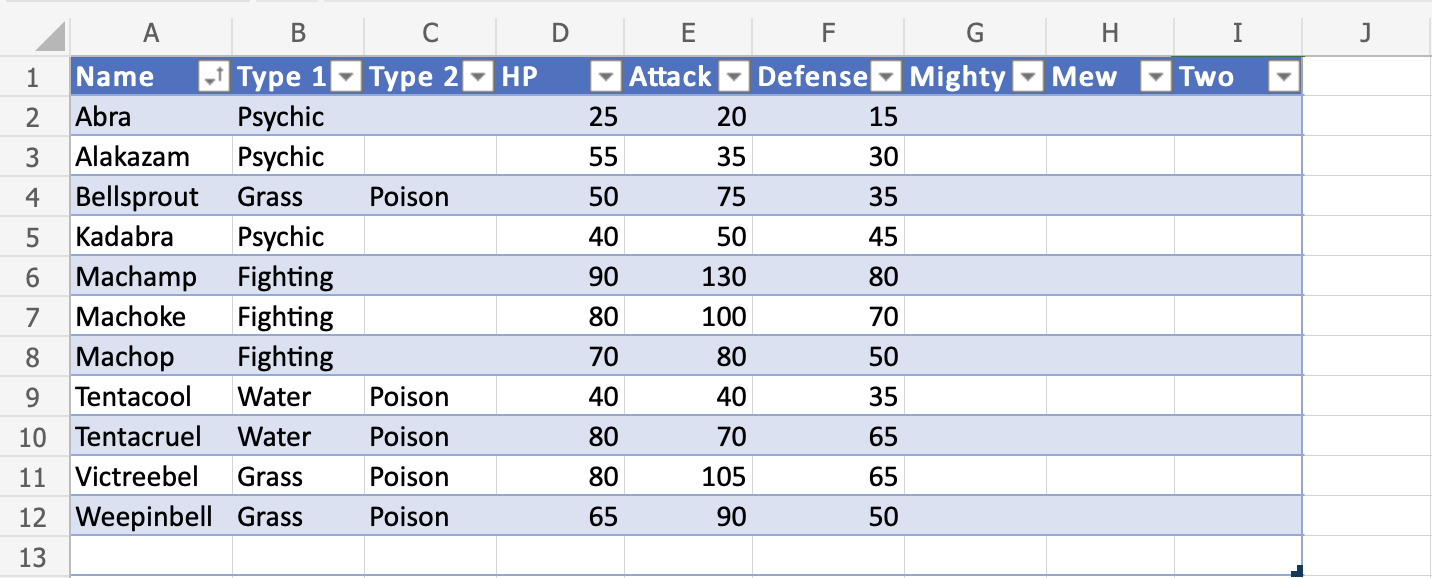 A B C D E F G H I J
1 Name Type 1 Type 2 HP Attack Defense Mighty Mew Two
2 Abra Psychic 25 20 15
3 Alakazam Psychic 55 35 30
4 Bellsprout Grass Poison 50 75 35
5 Kadabra Psychic 40 50 45
6 Machamp Fighting 90 130 80
7 Machoke Fighting 80 100 70
8 Machop Fighting 70 80 50
9 Tentacool Water Poison 40 40 35
10 Tentacruel Water Poison 80 70 65
11 Victreebel Grass Poison 80 105 65
12 Weepinbell Grass Poison 65 90 50
13